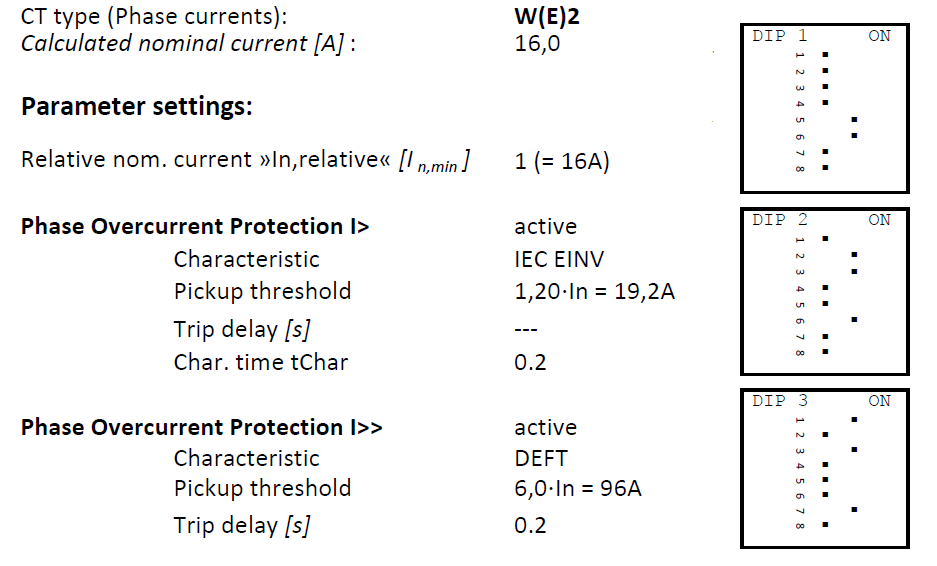 CT type (Phase currents): W(E)2
Calculated nominal current [A] : 16,0
Parameter settings:
Relative nom. current »In,relative« [I n,min ] 1 (= 16A)
Phase Overcurrent Protection I> active
Characteristic IEC EINV
Pickup threshold 1,20·In = 19,2A
Trip delay [s] ---
Char. time tChar 0.2
Phase Overcurrent Protection I>> active
Characteristic DEFT
Pickup threshold 6,0·In = 96A
Trip delay [s] 0.2
DIP 1 ON
1
2
3
4
5
6
7
8
DIP 2 ON
1
2
3
4
5
6
7
8
DIP 3 ON
1
2
3
4
5
6
7
8